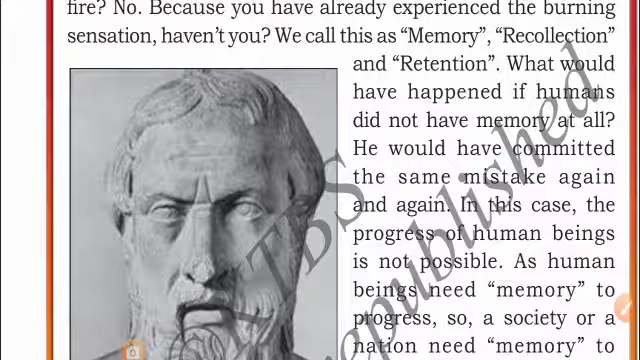 fire? No. Because you have already experienced the burning
sensation, haven't you? We call this as “Memory”, “Recollection”
and “Retention”. What would
have happened if humans
did not have memory at all?
He would have committed
the same mistake again
and again. In this case, the
progress of human beings
is not possible. As human
beings need “memory” to
progress, so, a society or a
nation need “memory” to
©KTBS
republished